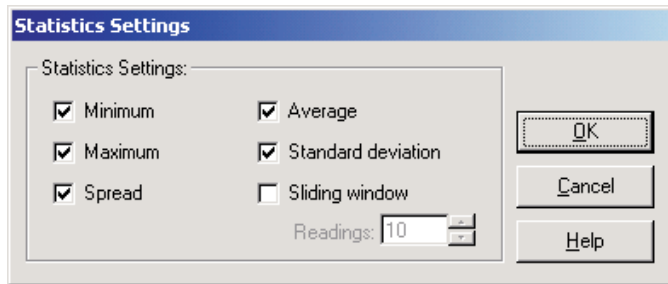 Statistics Settings
Statistics Settings:
Minimum
Average
Maximum
Standard deviation
Spread
Sliding window
Readings: 10
OK
Cancel
Help